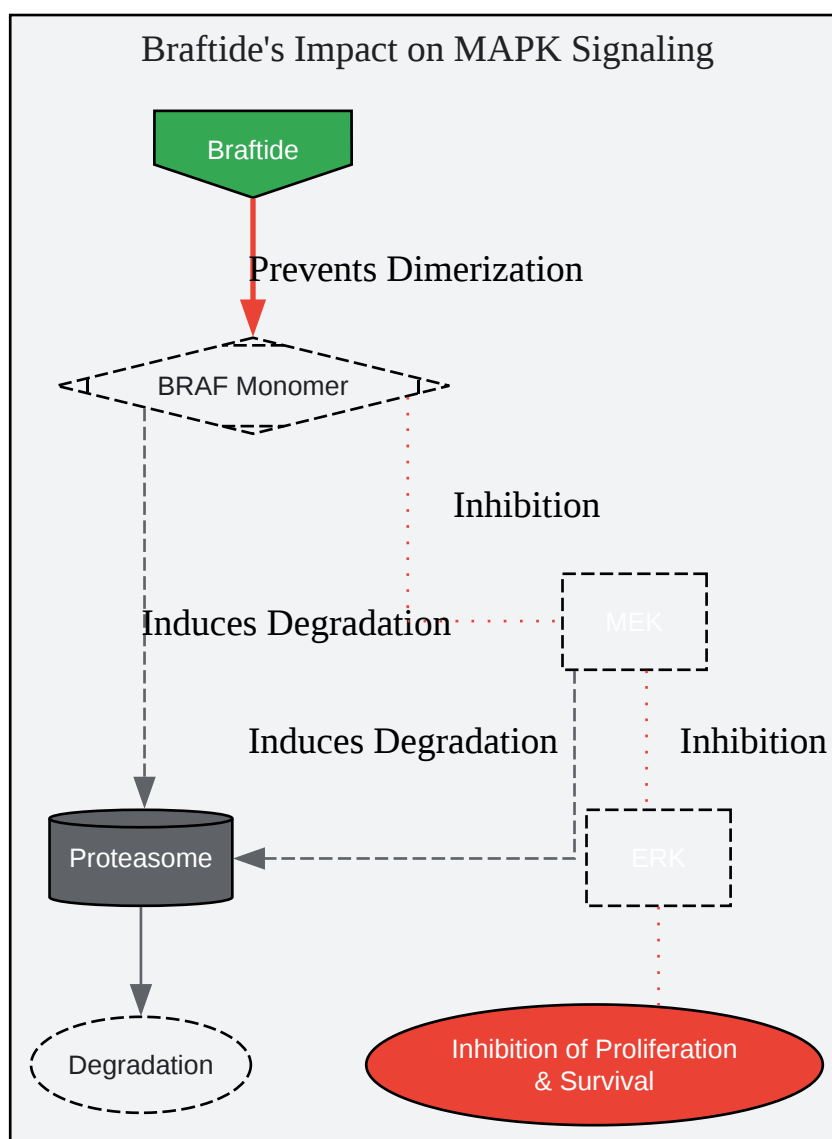 Braftide's Impact on MAPK Signaling
Braftide
Prevents Dimerization
BRAF Monomer
Inhibition
Induces Degradation
MEK
Induces Degradation
Inhibition
Proteasome
ERK
Degradation
Inhibition of Proliferation
& Survival